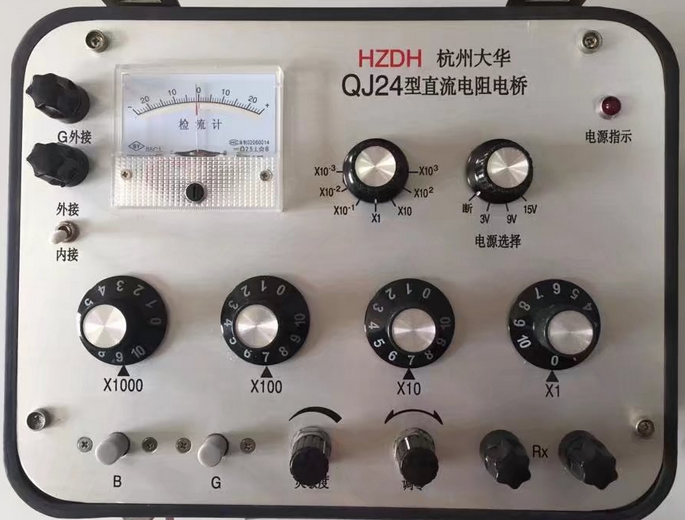 HZDH 杭州大华
QJ24型直流电阻电桥
20 10 0 10 20 +
检流计
G外接
外接
内接
电源指示
X10⁻³ X10³
X10⁻² X10²
X10⁻¹ X1 X10
断 3V 9V 15V
电源选择
5 4 3 2 1 0 10 9
2 1 0 10 9 8 7 6 5 4 3
2 1 0 10 9 8 7 6 5 4 3
4 5 6 7 8 9 10 0
X1000
X100
X10
X1
B
G
Rx